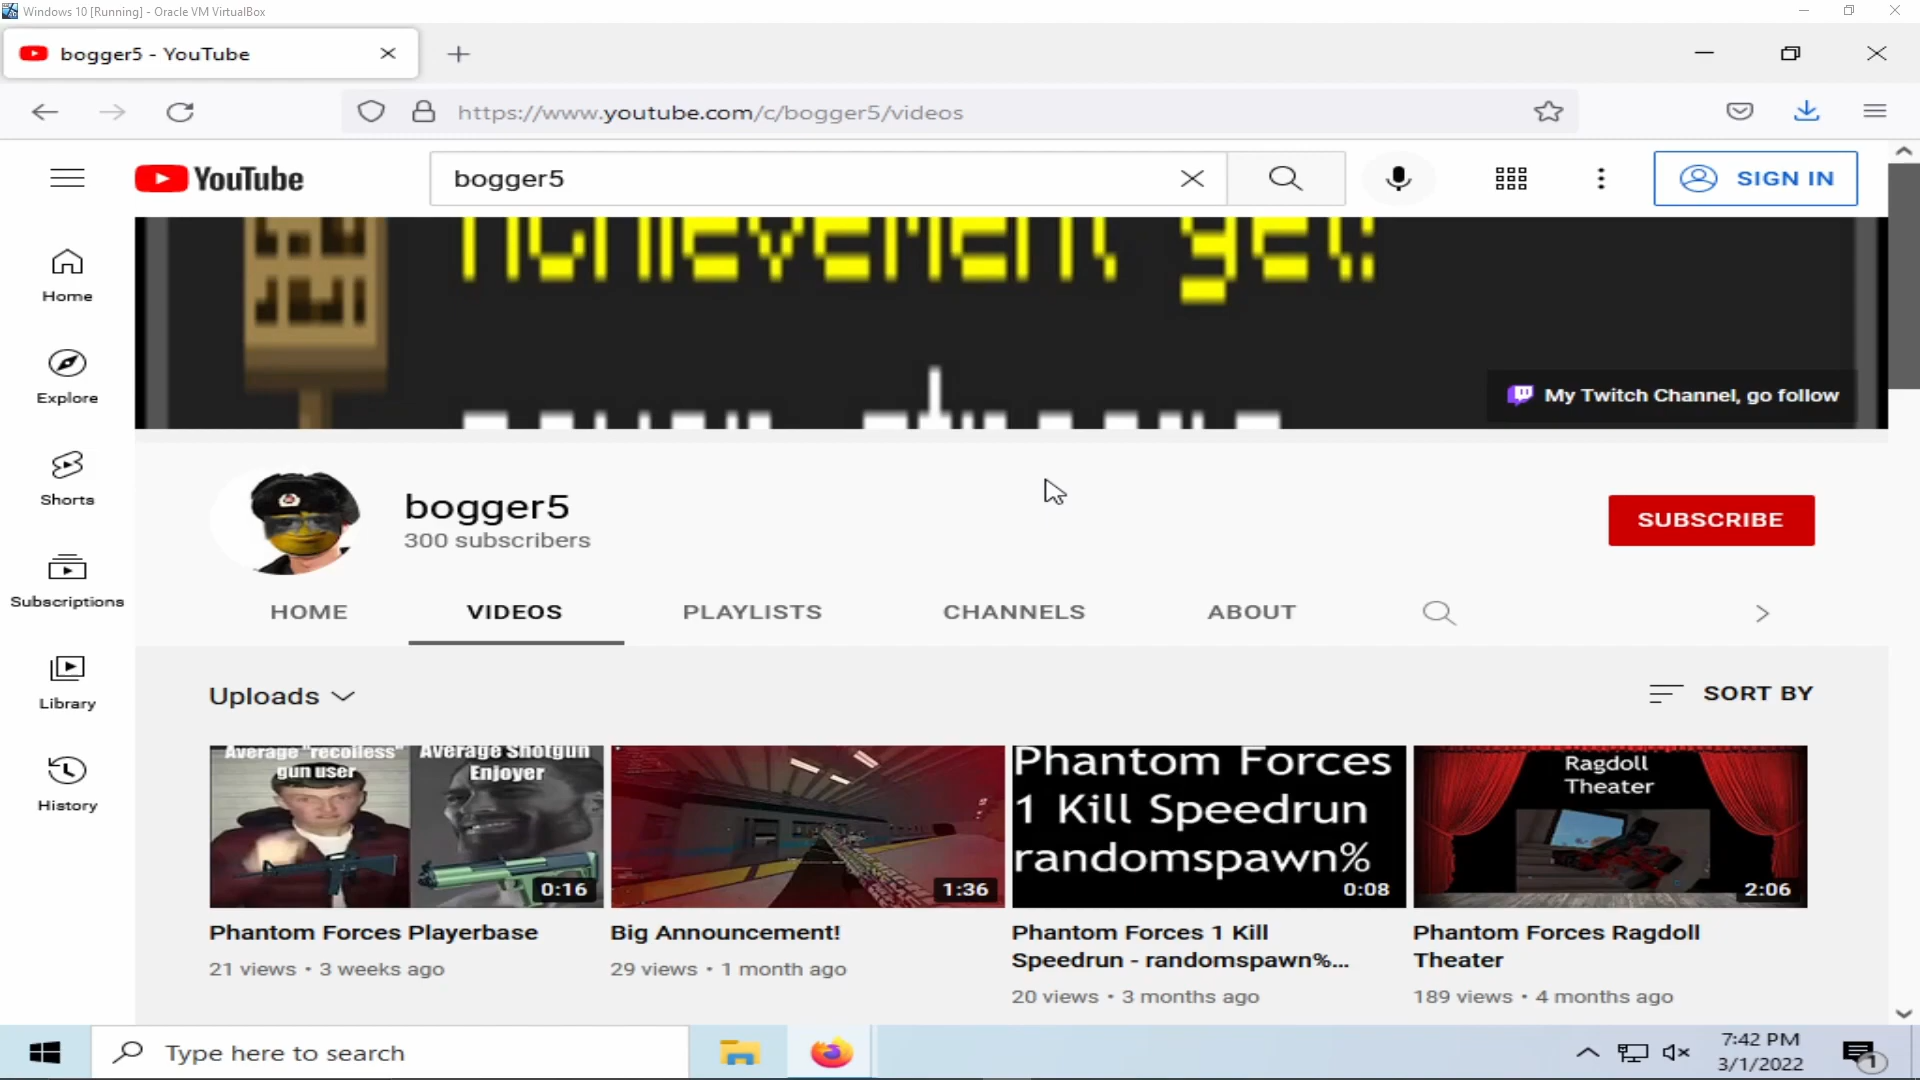 Windows 10 [Running] - Oracle VM VirtualBox
bogger5 - YouTube
https://www.youtube.com/c/bogger5/videos
YouTube
bogger5
SIGN IN
Achievement get!
My Twitch Channel, go follow
Home
Explore
Shorts
Subscriptions
Library
History
bogger5
300 subscribers
SUBSCRIBE
HOME
VIDEOS
PLAYLISTS
CHANNELS
ABOUT
Uploads
SORT BY
Average "recoilless"
gun user
Average Shotgun
Enjoyer
0:16
1:36
Phantom Forces
1 Kill Speedrun
randomspawn%
0:08
Ragdoll
Theater
2:06
Phantom Forces Playerbase
21 views • 3 weeks ago
Big Announcement!
29 views • 1 month ago
Phantom Forces 1 Kill
Speedrun - randomspawn%...
20 views • 3 months ago
Phantom Forces Ragdoll
Theater
189 views • 4 months ago
Type here to search
7:42 PM
3/1/2022
1